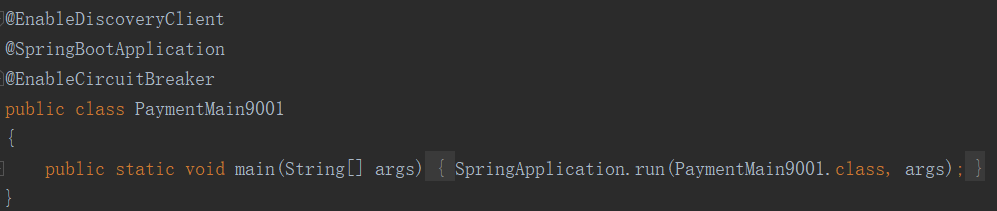 @EnableDiscoveryClient
@SpringBootApplication
@EnableCircuitBreaker
public class PaymentMain9001
{
    public static void main(String[] args) { SpringApplication.run(PaymentMain9001.class, args); }
}